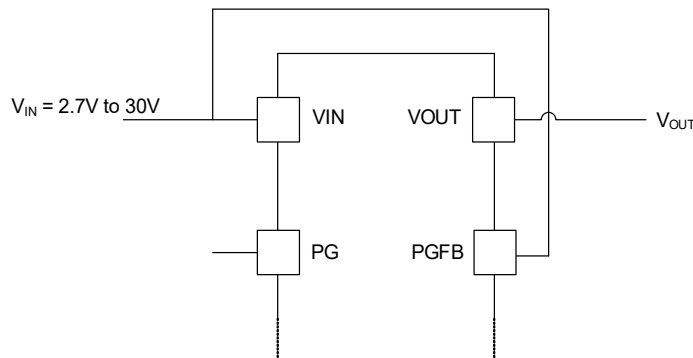 V_IN = 2.7V to 30V
VIN
VOUT
V_OUT
PG
PGFB